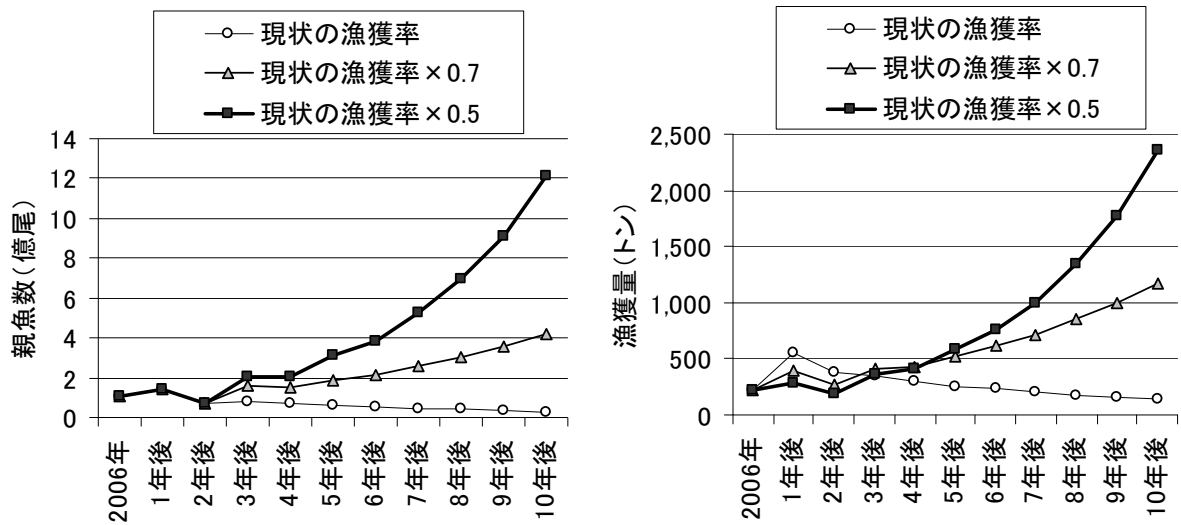 現状の漁獲率
現状の漁獲率×0.7
現状の漁獲率×0.5
親魚数(億尾)
14
12
10
8
6
4
2
0
2006年
1年後
2年後
3年後
4年後
5年後
6年後
7年後
8年後
9年後
10年後
現状の漁獲率
現状の漁獲率×0.7
現状の漁獲率×0.5
漁獲量(トン)
2,500
2,000
1,500
1,000
500
0
2006年
1年後
2年後
3年後
4年後
5年後
6年後
7年後
8年後
9年後
10年後